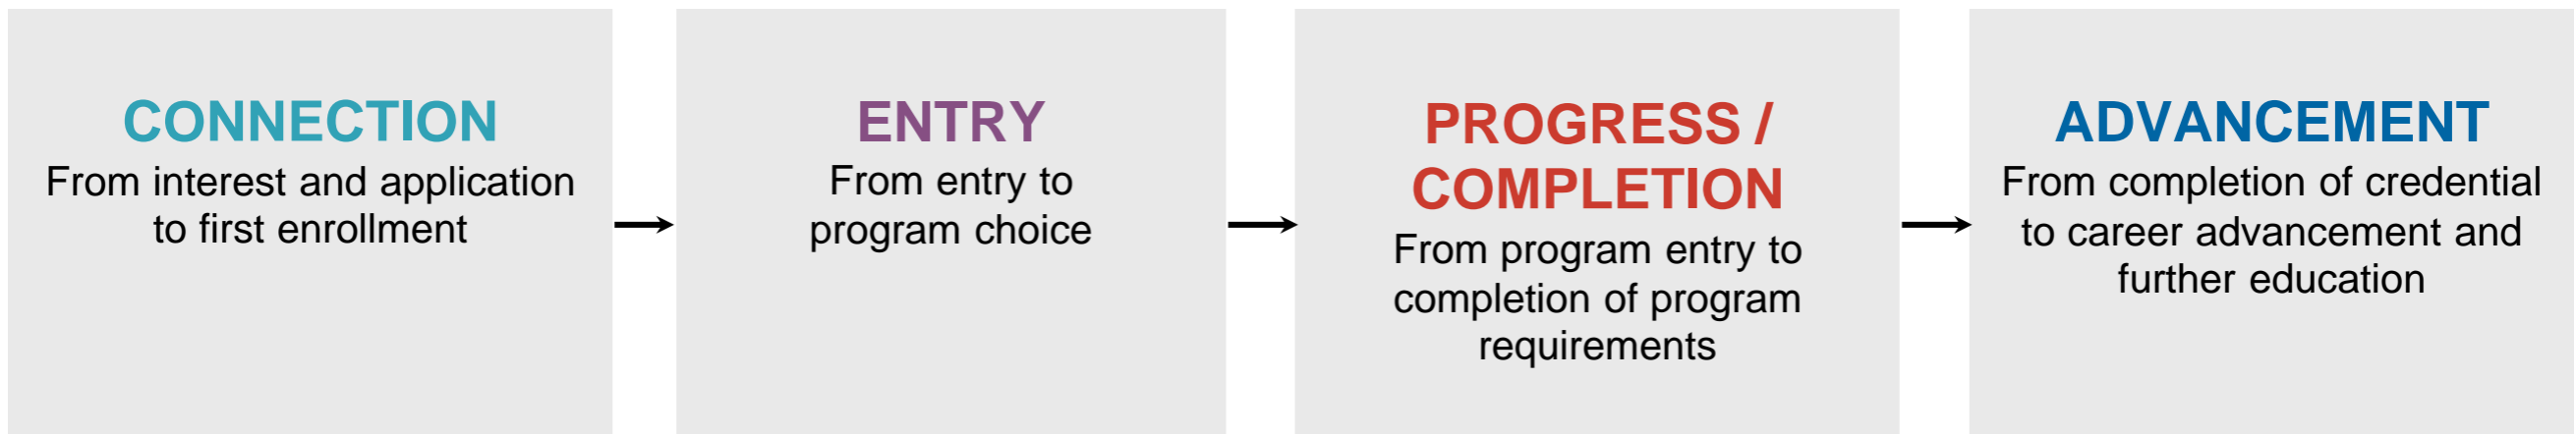 CONNECTION
From interest and application
to first enrollment
ENTRY
From entry to
program choice
PROGRESS /
COMPLETION
From program entry to
completion of program
requirements
ADVANCEMENT
From completion of credential
to career advancement and
further education